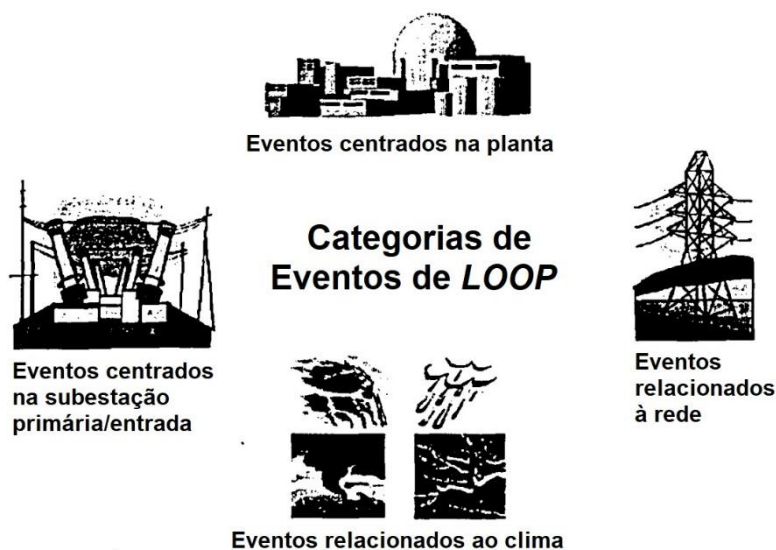 Eventos centrados na planta
Categorias de
Eventos de LOOP
Eventos centrados
na subestação
primária/entrada
Eventos
relacionados
à rede
Eventos relacionados ao clima